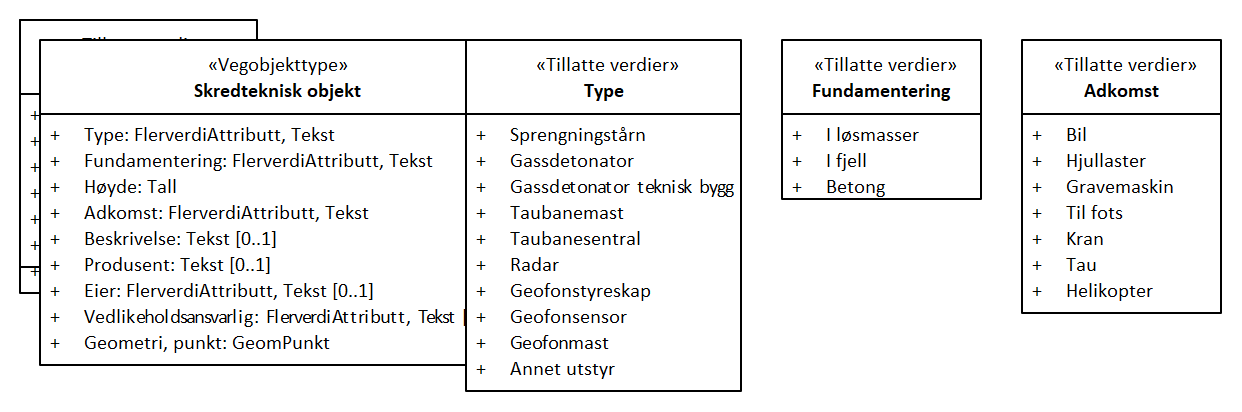 «Vegobjekttype»
Skredteknisk objekt
+ Type: FlerverdiAttributt, Tekst
+ Fundamentering: FlerverdiAttributt, Tekst
+ Høyde: Tall
+ Adkomst: FlerverdiAttributt, Tekst
+ Beskrivelse: Tekst [0..1]
+ Produsent: Tekst [0..1]
+ Eier: FlerverdiAttributt, Tekst [0..1]
+ Vedlikeholdsansvarlig: FlerverdiAttributt, Tekst [
+ Geometri, punkt: GeomPunkt
«Tillatte verdier»
Type
+ Sprengningstårn
+ Gassdetonator
+ Gassdetonator teknisk bygg
+ Taubanemast
+ Taubanesentral
+ Radar
+ Geofonstyreskap
+ Geofonsensor
+ Geofonmast
+ Annet utstyr
«Tillatte verdier»
Fundamentering
+ I løsmasser
+ I fjell
+ Betong
«Tillatte verdier»
Adkomst
+ Bil
+ Hjullaster
+ Gravemaskin
+ Til fots
+ Kran
+ Tau
+ Helikopter